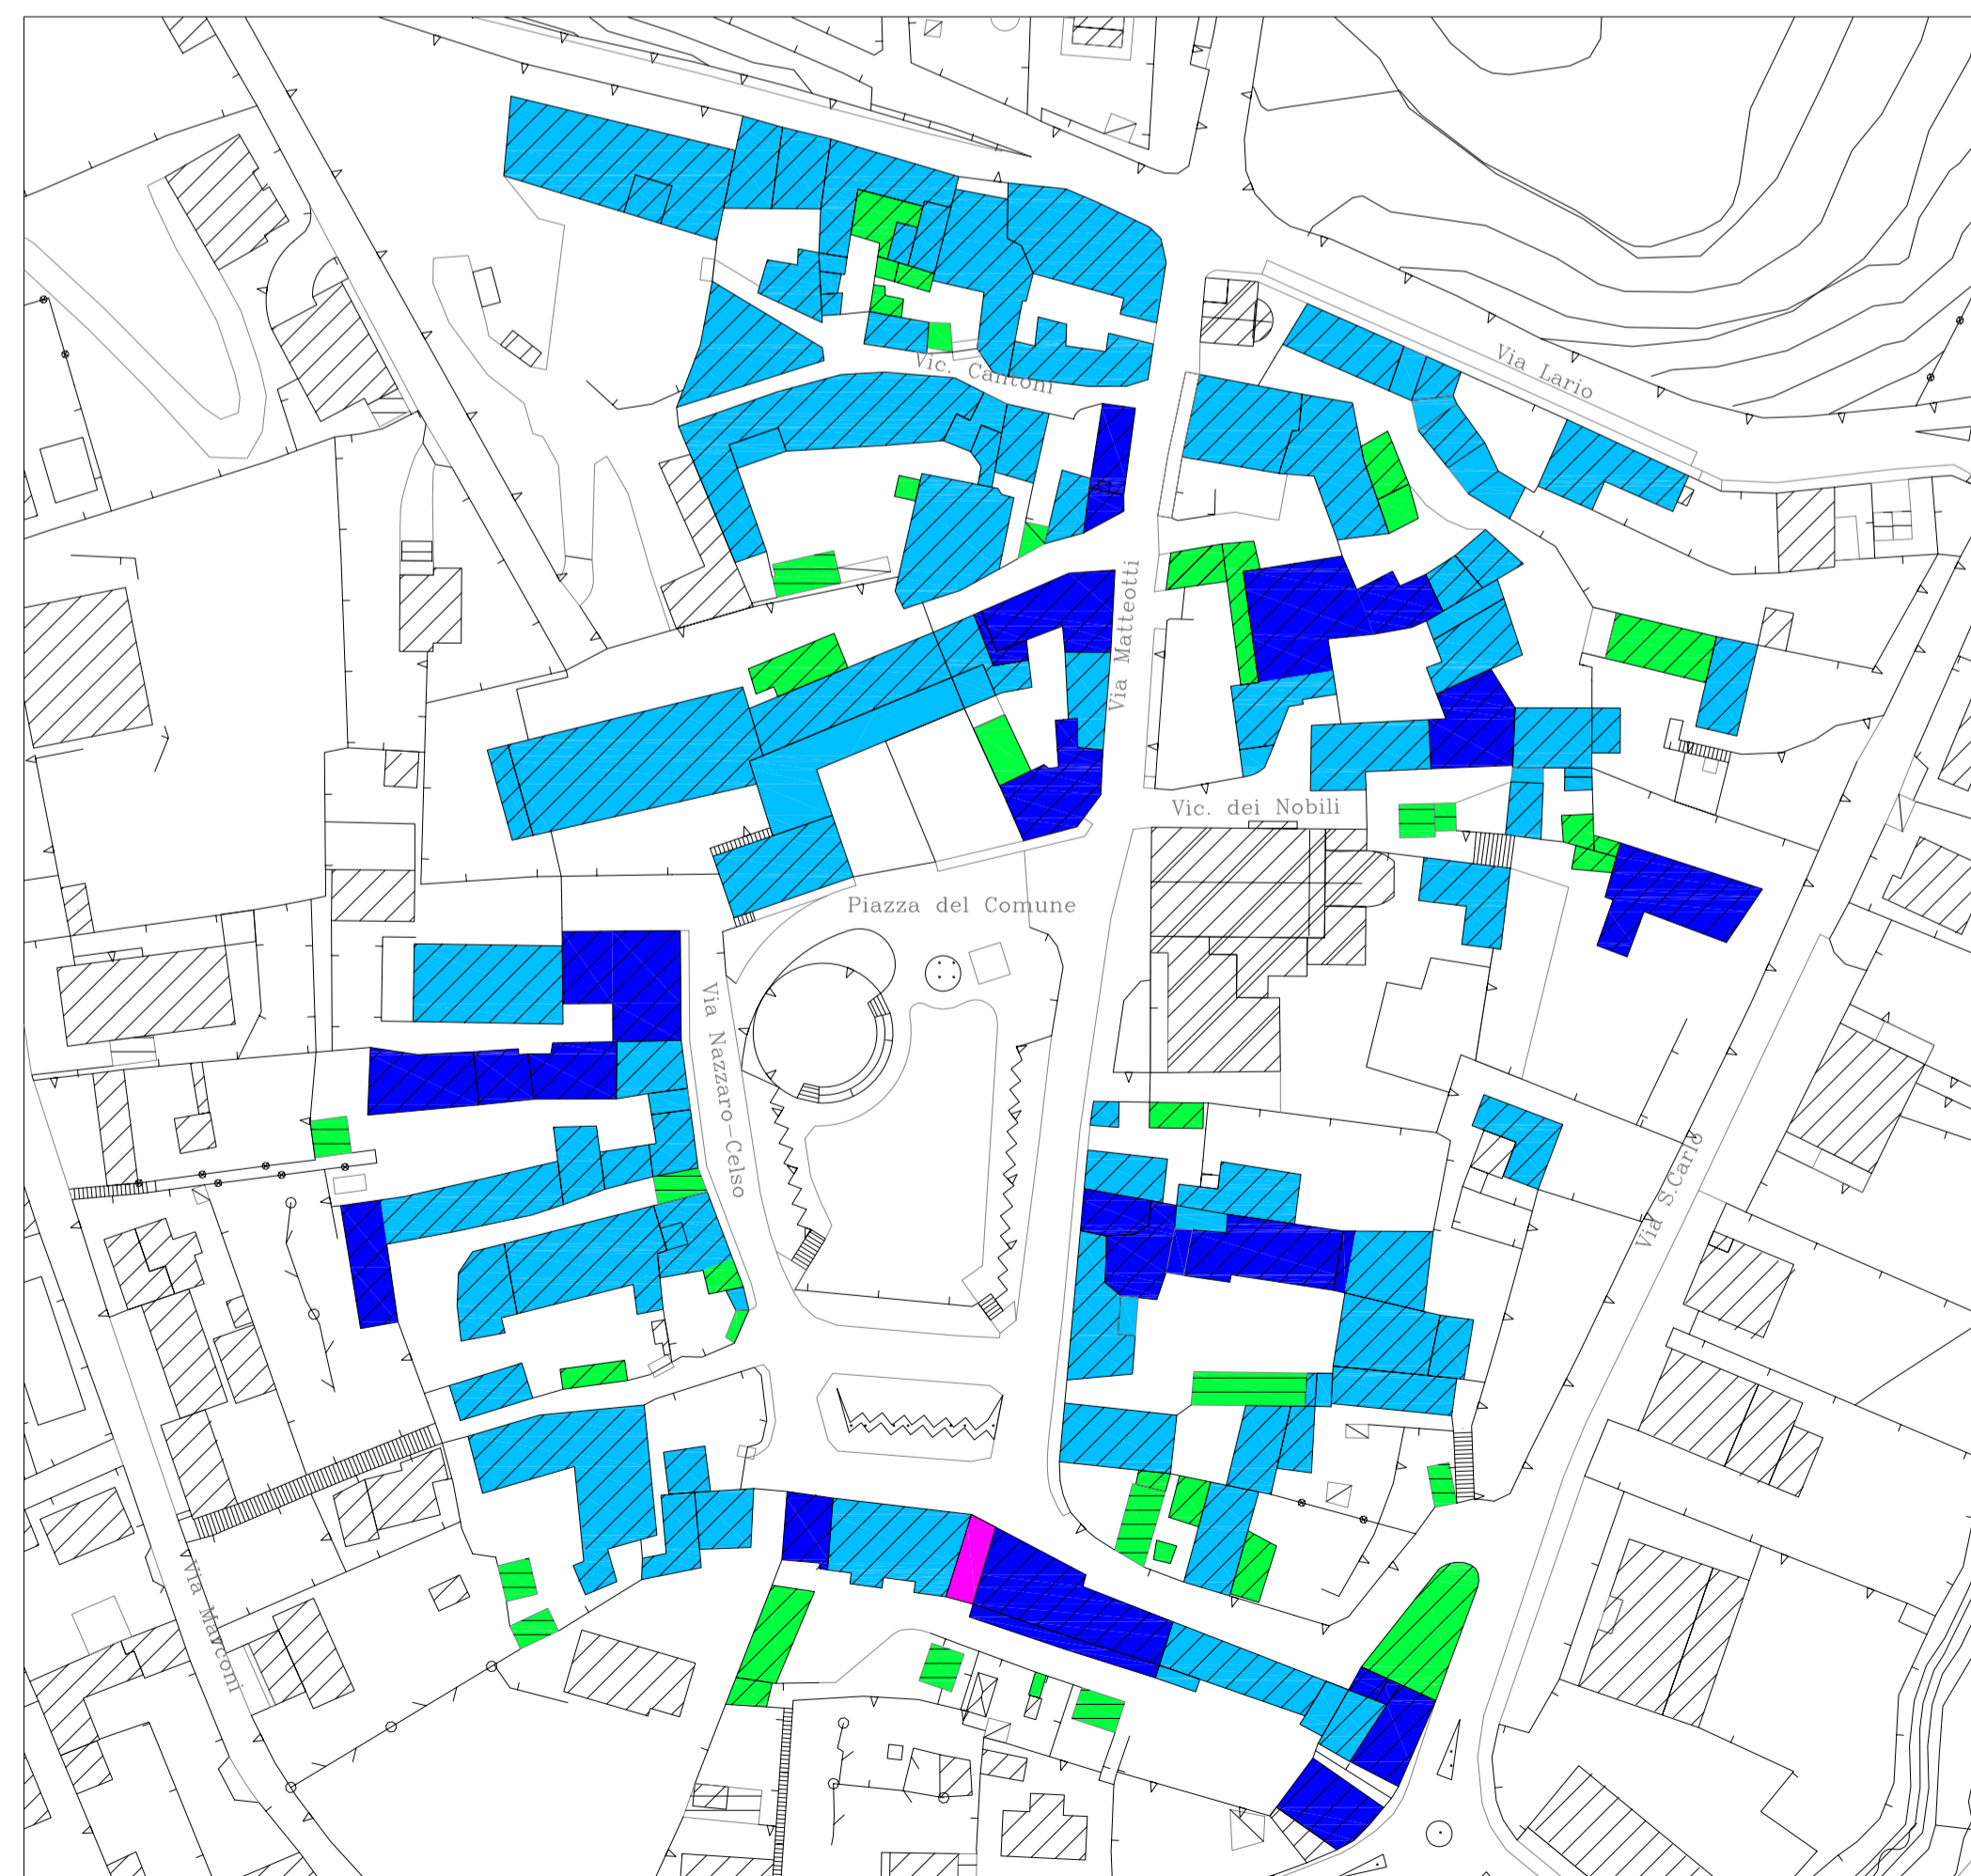 Via Lario
Vic. Cantoni
Via Matteotti
Vic. dei Nobili
Piazza del Comune
Via Nazzaro-Celso
Via S.Carlo
Via Marconi